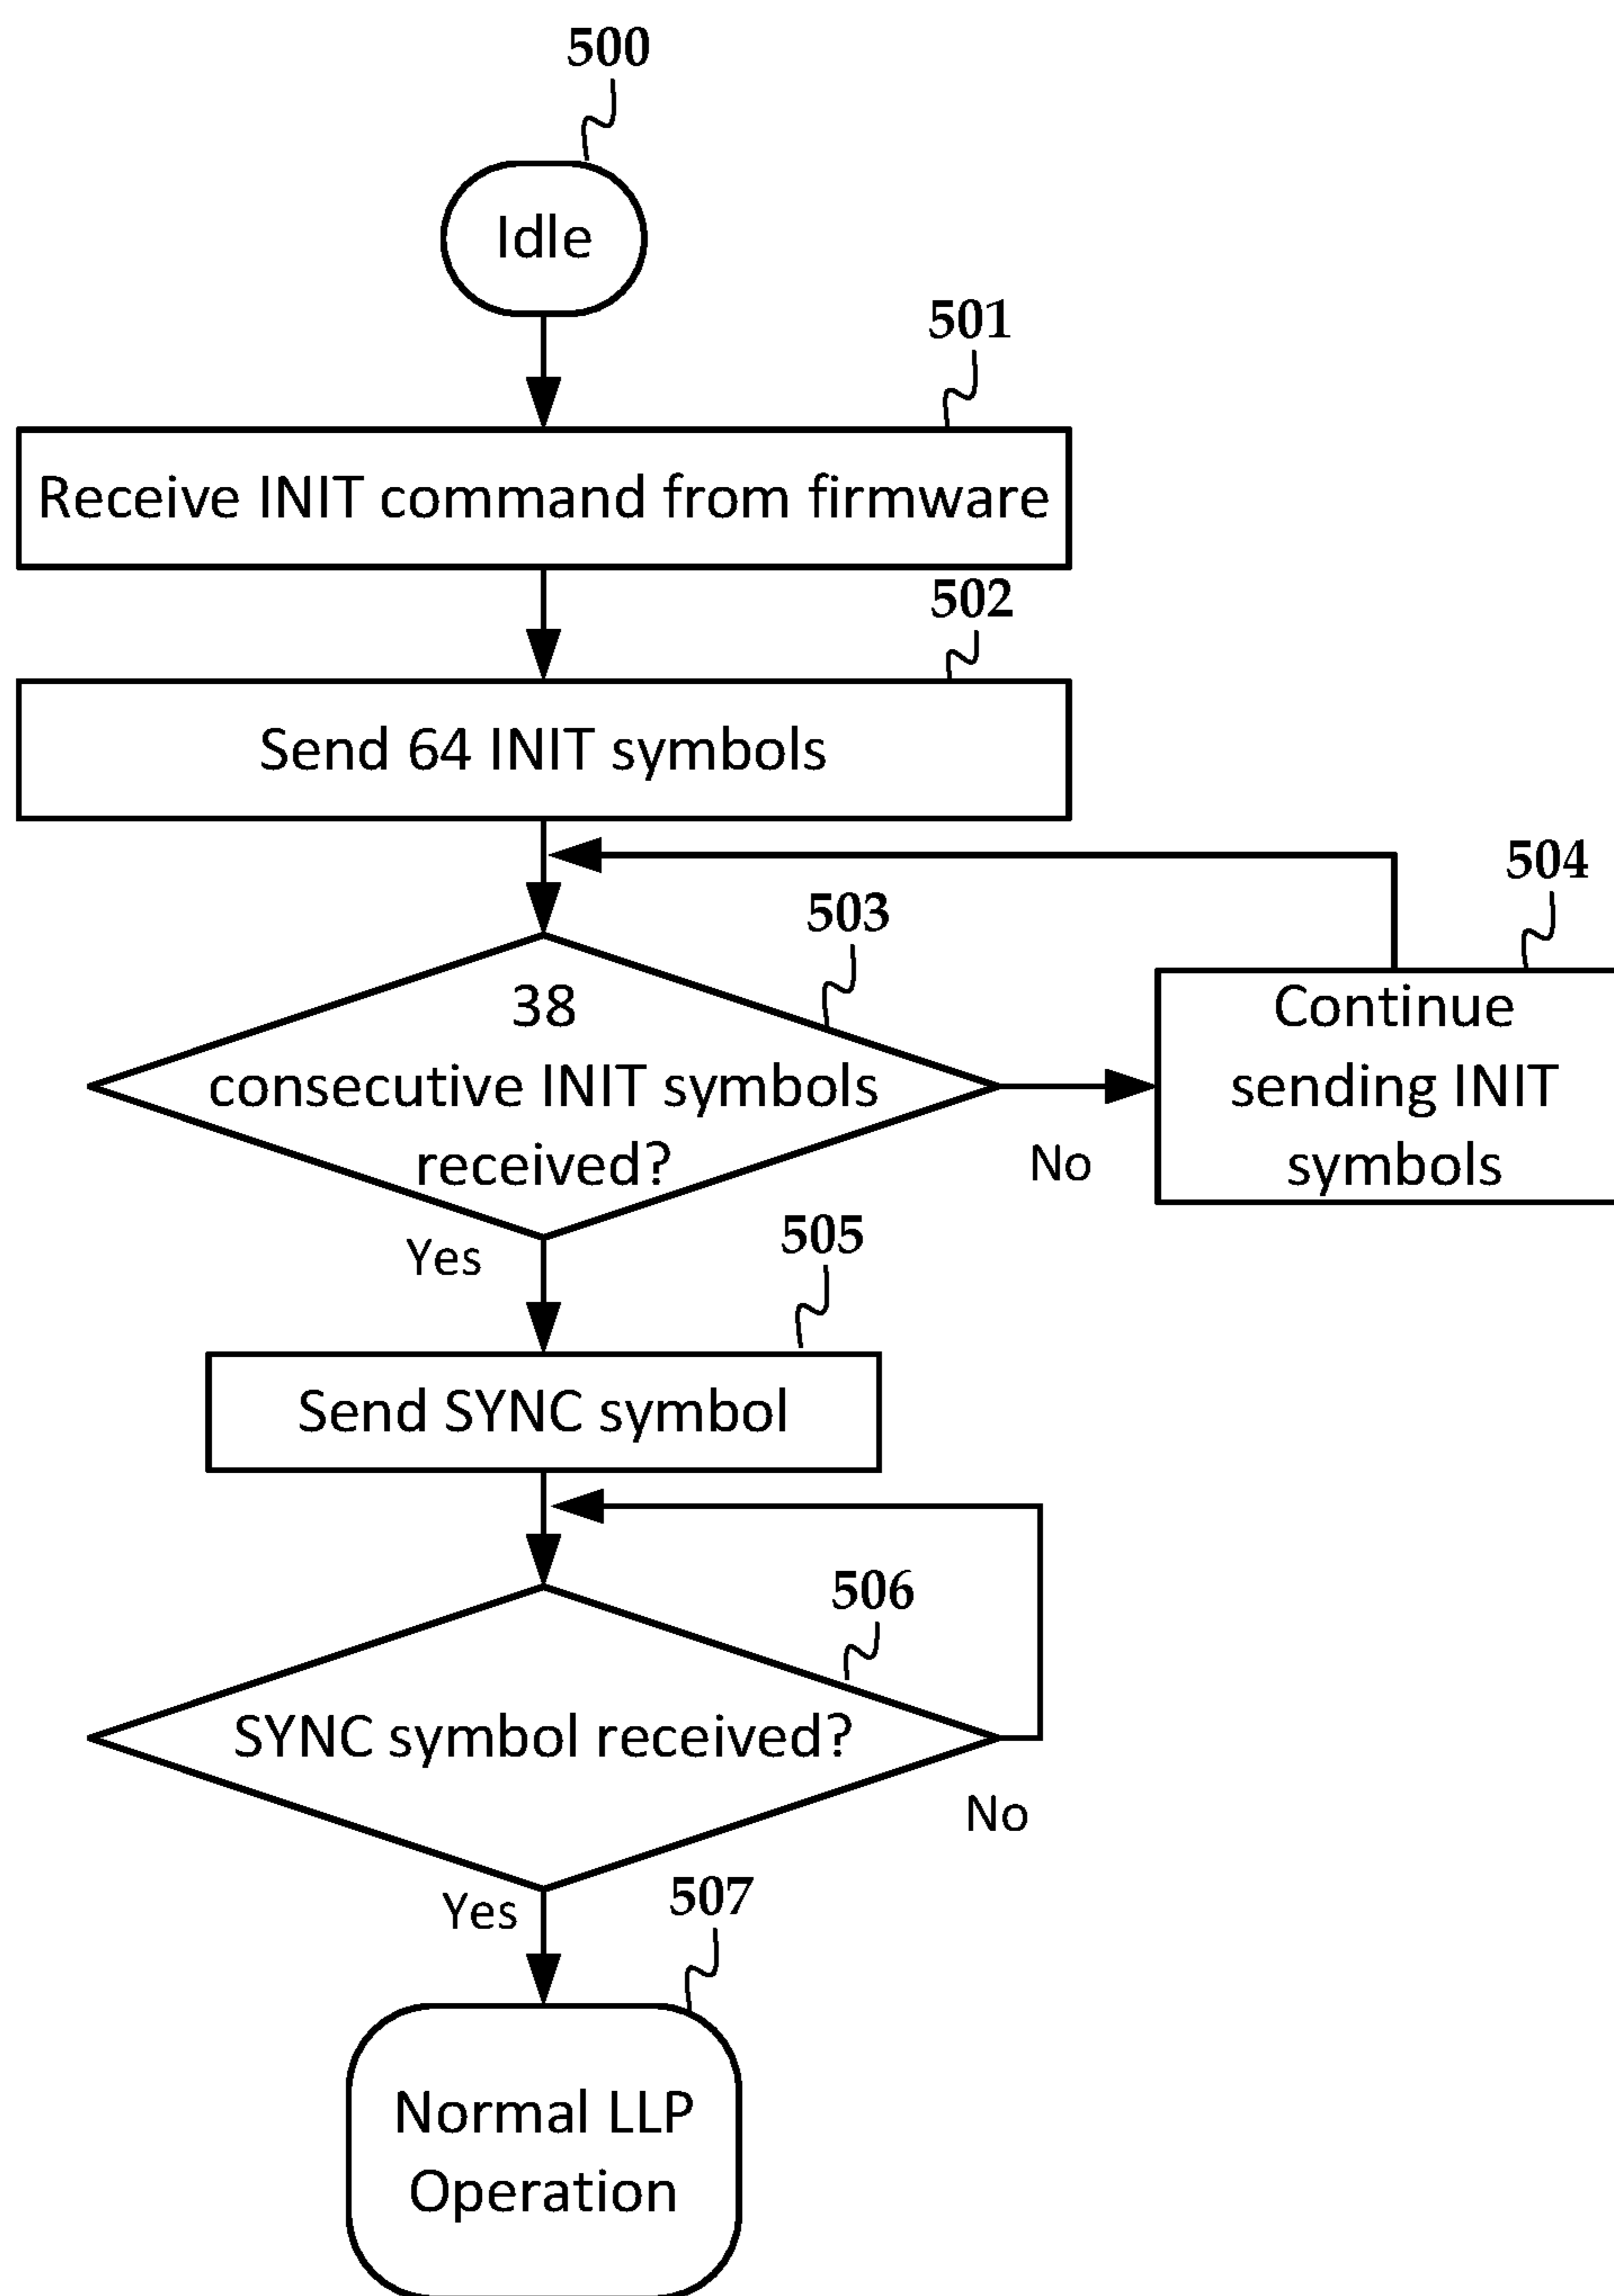 500
Idle
501
Receive INIT command from firmware
502
Send 64 INIT symbols
503
38
consecutive INIT symbols
received?
No
504
Continue
sending INIT
symbols
Yes
505
Send SYNC symbol
506
SYNC symbol received?
No
Yes
507
Normal LLP
Operation